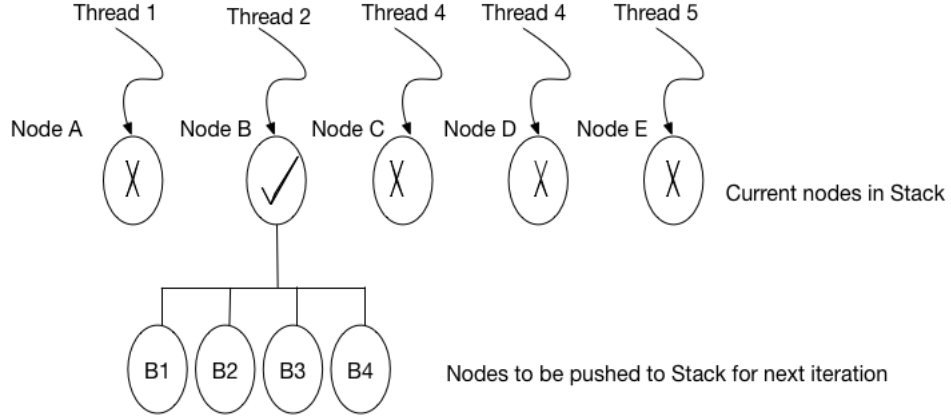 Thread 1 Thread 2 Thread 4 Thread 4 Thread 5
Node A Node B Node C Node D Node E
X ✓ X X X
Current nodes in Stack
B1 B2 B3 B4
Nodes to be pushed to Stack for next iteration